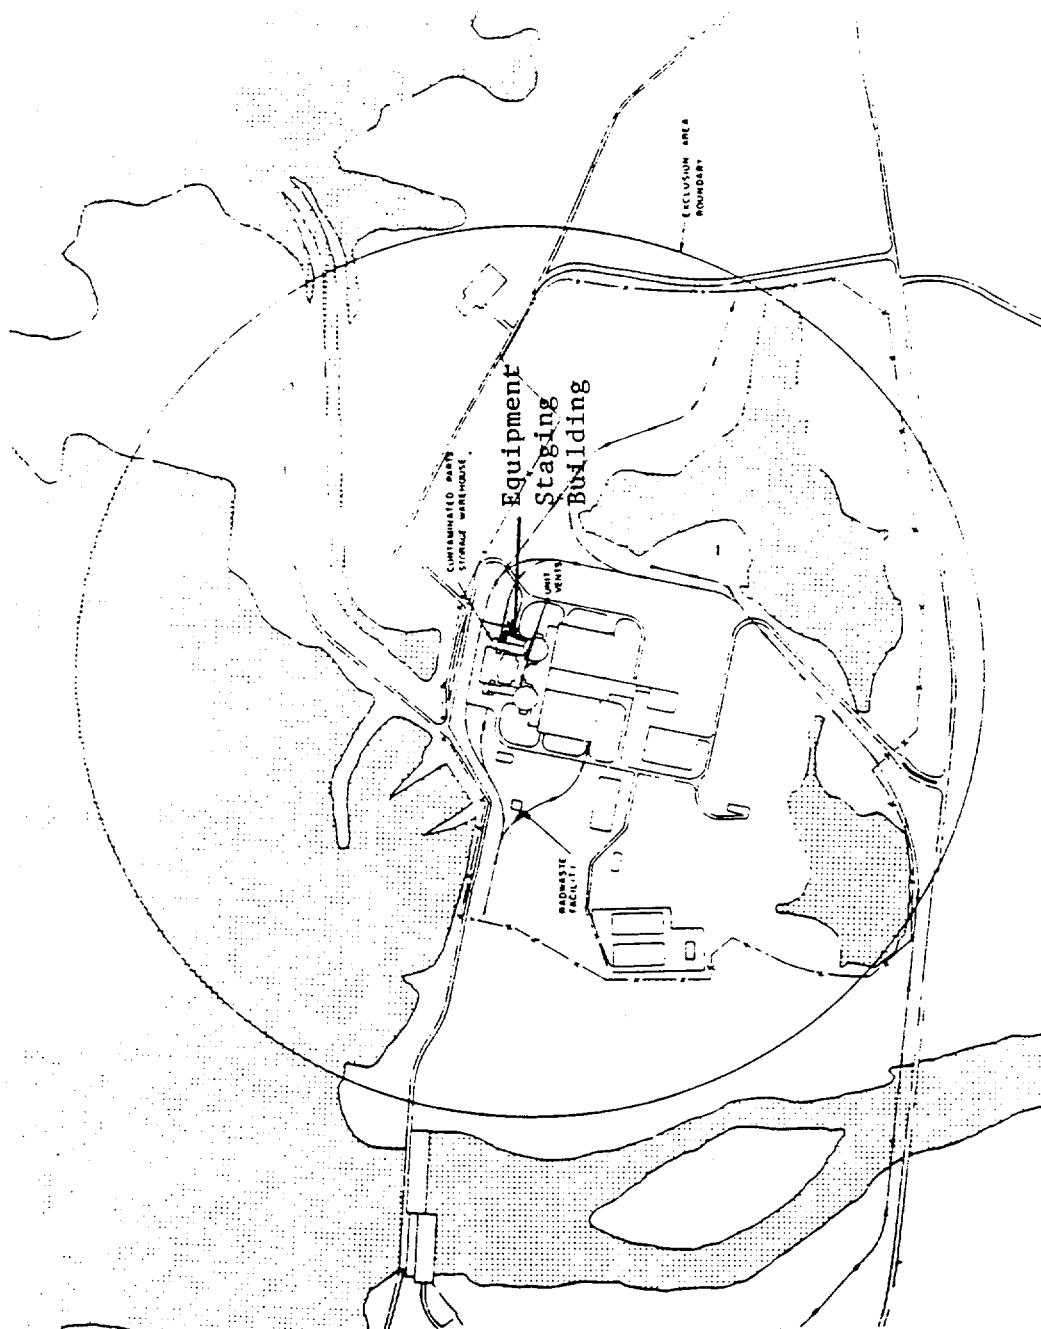 EXCLUSION AREA
BOUNDARY
Equipment
Staging
Building
CONTAMINATED PARTS
STORAGE WAREHOUSE
UNIT
VENTS
RADWASTE
FACILITY